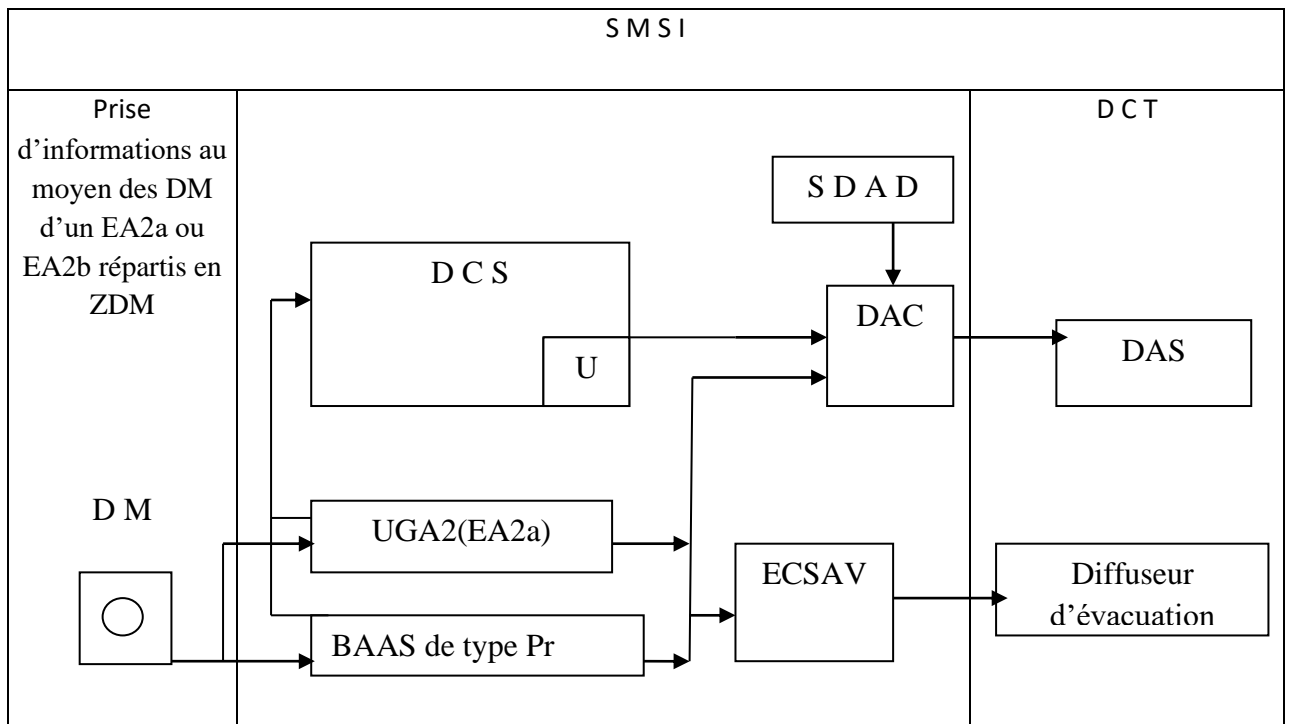 S M S I
Prise
d’informations au
moyen des DM
d’un EA2a ou
EA2b répartis en
ZDM
D C T
S D A D
D C S
DAC
U
DAS
D M
UGA2(EA2a)
ECSAV
Diffuseur
d’évacuation
BAAS de type Pr